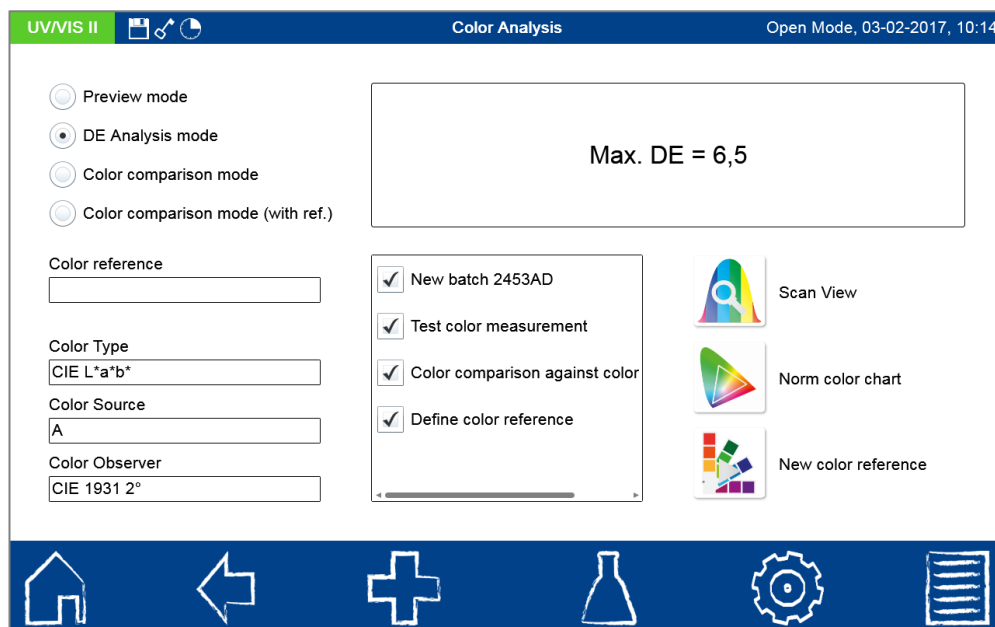 UV/VIS II
Color Analysis
Open Mode, 03-02-2017, 10:14
Preview mode
DE Analysis mode
Color comparison mode
Color comparison mode (with ref.)
Max. DE = 6,5
Color reference
Color Type
CIE L*a*b*
Color Source
A
Color Observer
CIE 1931 2°
New batch 2453AD
Test color measurement
Color comparison against color
Define color reference
Scan View
Norm color chart
New color reference